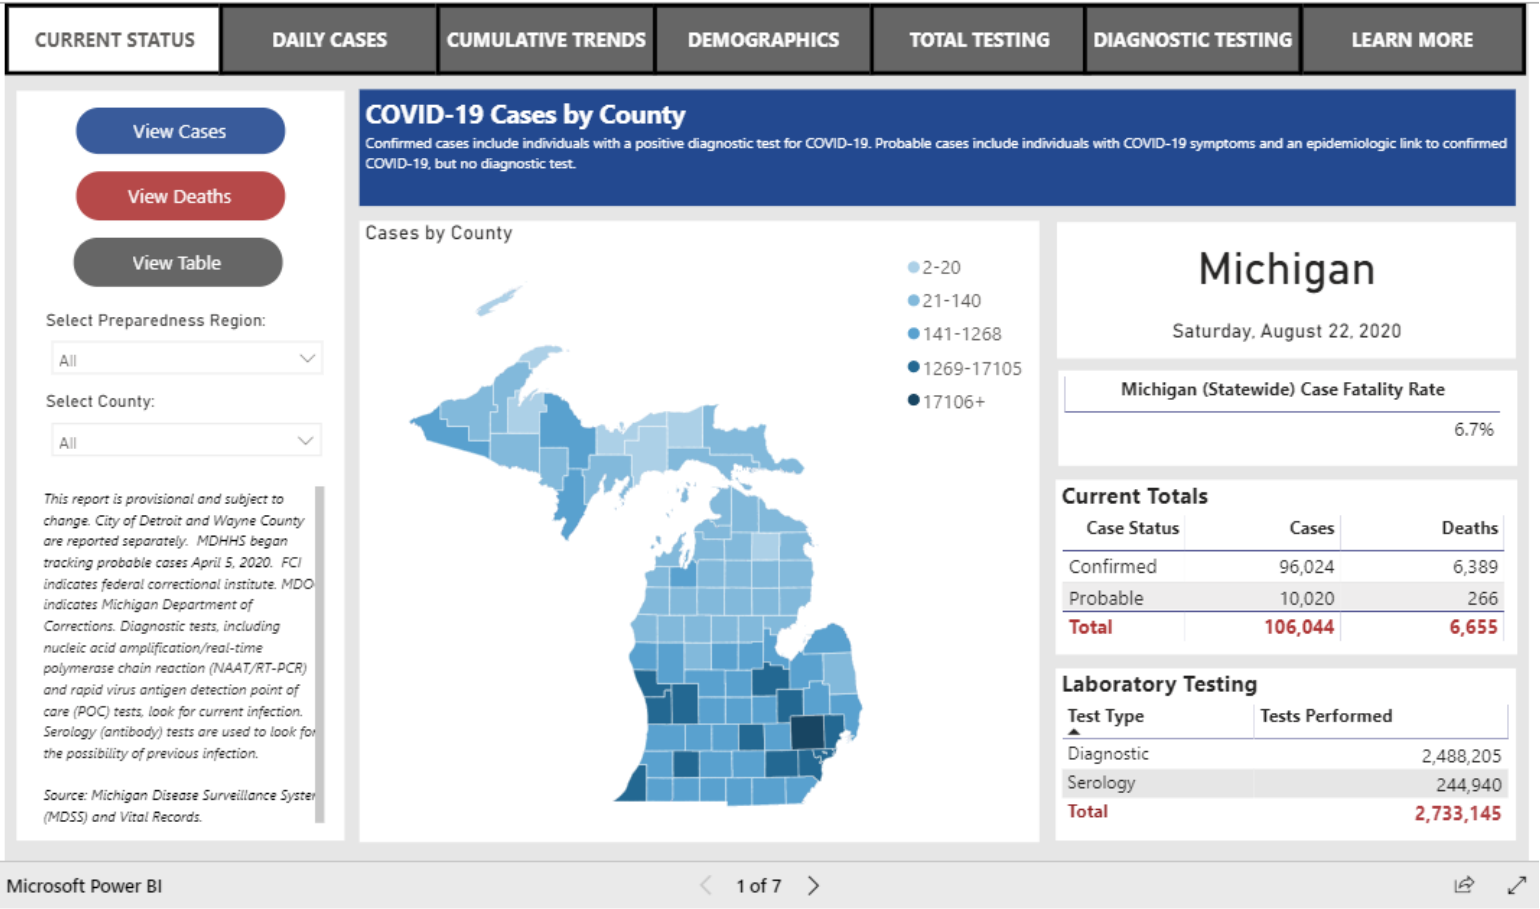 CURRENT STATUS
DAILY CASES
CUMULATIVE TRENDS
DEMOGRAPHICS
TOTAL TESTING
DIAGNOSTIC TESTING
LEARN MORE
View Cases
View Deaths
View Table
Select Preparedness Region:
All
Select County:
All
This report is provisional and subject to
change. City of Detroit and Wayne County
are reported separately. MDHHS began
tracking probable cases April 5, 2020. FCI
indicates federal correctional institute. MDO
indicates Michigan Department of
Corrections. Diagnostic tests, including
nucleic acid amplification/real-time
polymerase chain reaction (NAAT/RT-PCR)
and rapid virus antigen detection point of
care (POC) tests, look for current infection.
Serology (antibody) tests are used to look for
the possibility of previous infection.
Source: Michigan Disease Surveillance Syster
(MDSS) and Vital Records.
COVID-19 Cases by County
Confirmed cases include individuals with a positive diagnostic test for COVID-19. Probable cases include individuals with COVID-19 symptoms and an epidemiologic link to confirmed
COVID-19, but no diagnostic test.
Cases by County
2-20
21-140
141-1268
1269-17105
17106+
Michigan
Saturday, August 22, 2020
Michigan (Statewide) Case Fatality Rate
6.7%
Current Totals
Case Status Cases Deaths
Confirmed 96,024 6,389
Probable 10,020 266
Total 106,044 6,655
Laboratory Testing
Test Type Tests Performed
Diagnostic 2,488,205
Serology 244,940
Total 2,733,145
Microsoft Power BI
1 of 7